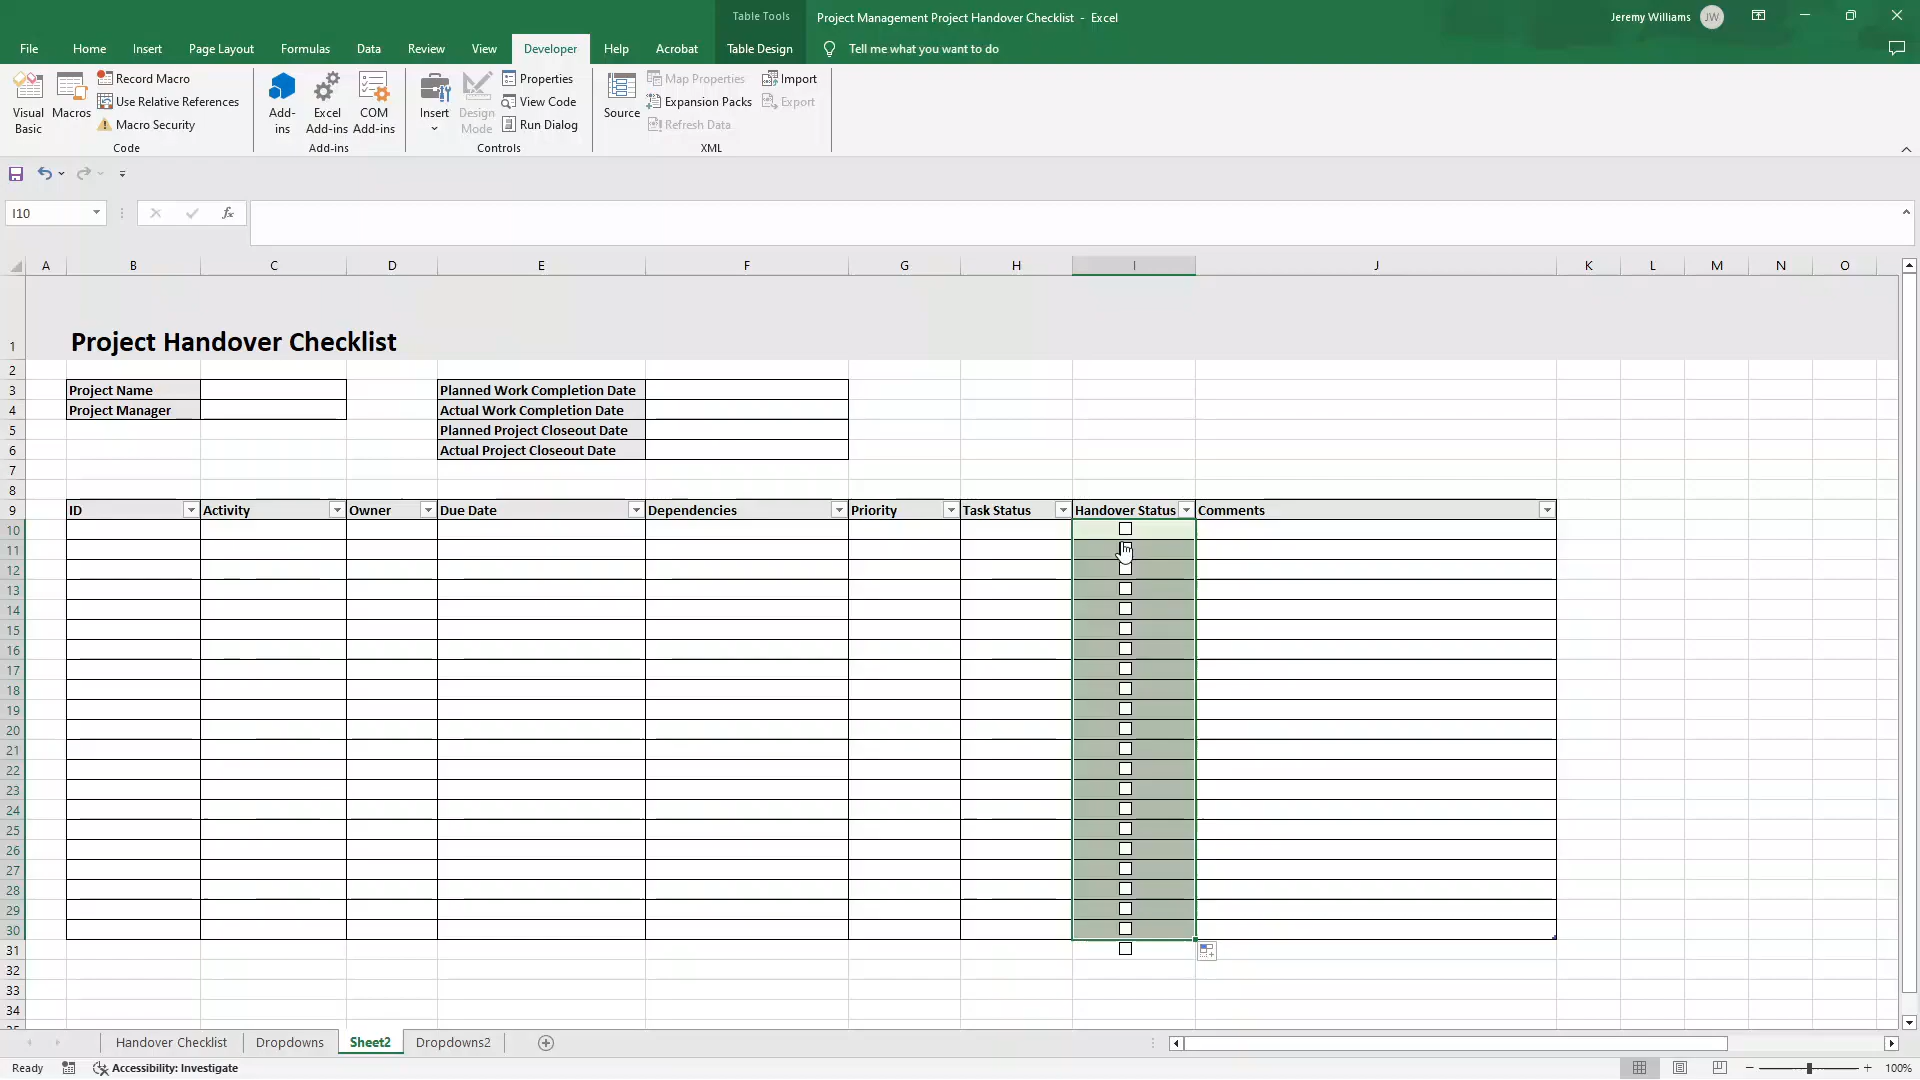 Table Tools
Project Management Project Handover Checklist - Excel
Jeremy Williams
JW
File Home Insert Page Layout Formulas Data Review View Developer Help Acrobat Table Design Tell me what you want to do
Visual Basic
Macros
Record Macro
Use Relative References
Macro Security
Code
Add-ins
Excel Add-ins
COM Add-ins
Add-ins
Insert
Design Mode
Properties
View Code
Run Dialog
Controls
Source
Map Properties
Expansion Packs
Refresh Data
Import
Export
XML
I10
fx
A B C D E F G H I J K L M N O
1 Project Handover Checklist
2
3 Project Name Planned Work Completion Date
4 Project Manager Actual Work Completion Date
5 Planned Project Closeout Date
6 Actual Project Closeout Date
7
8
9 ID Activity Owner Due Date Dependencies Priority Task Status Handover Status Comments
10
11
12
13
14
15
16
17
18
19
20
21
22
23
24
25
26
27
28
29
30
31
32
33
34
Handover Checklist Dropdowns Sheet2 Dropdowns2
Ready Accessibility: Investigate 100%